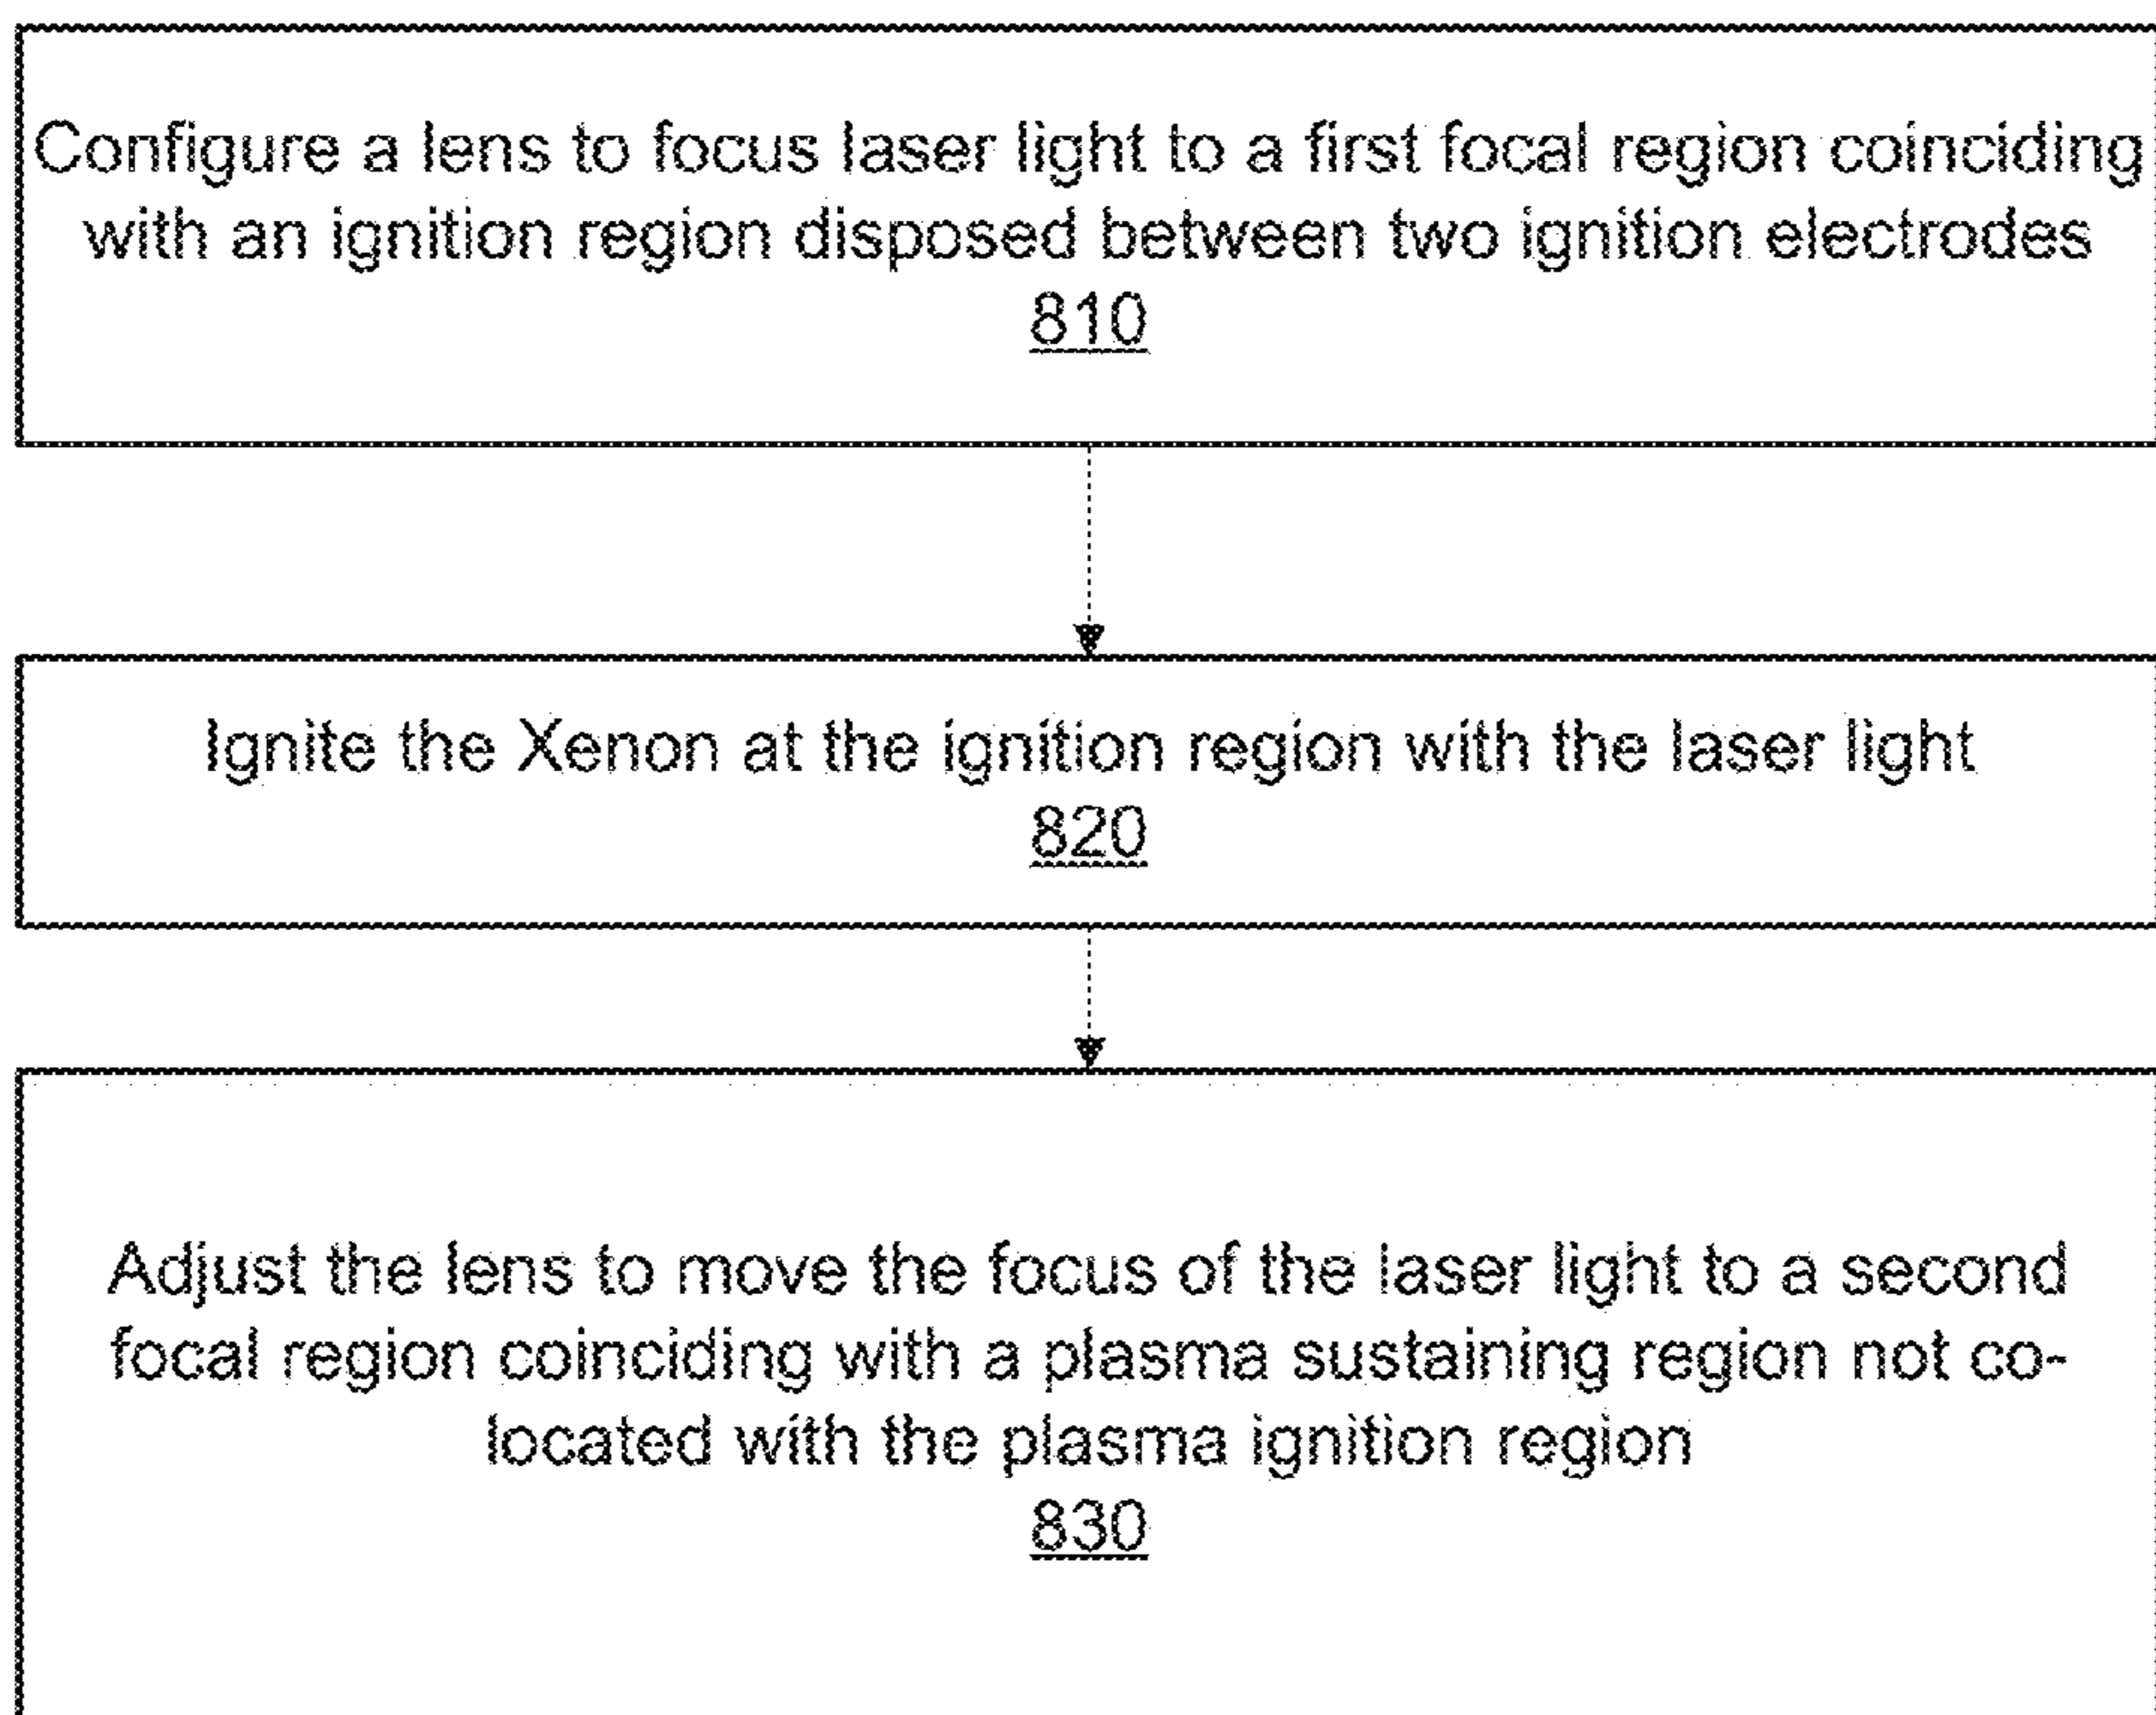 Configure a lens to focus laser light to a first focal region coinciding
with an ignition region disposed between two ignition electrodes
810
Ignite the Xenon at the ignition region with the laser light
820
Adjust the lens to move the focus of the laser light to a second
focal region coinciding with a plasma sustaining region not co-
located with the plasma ignition region
830